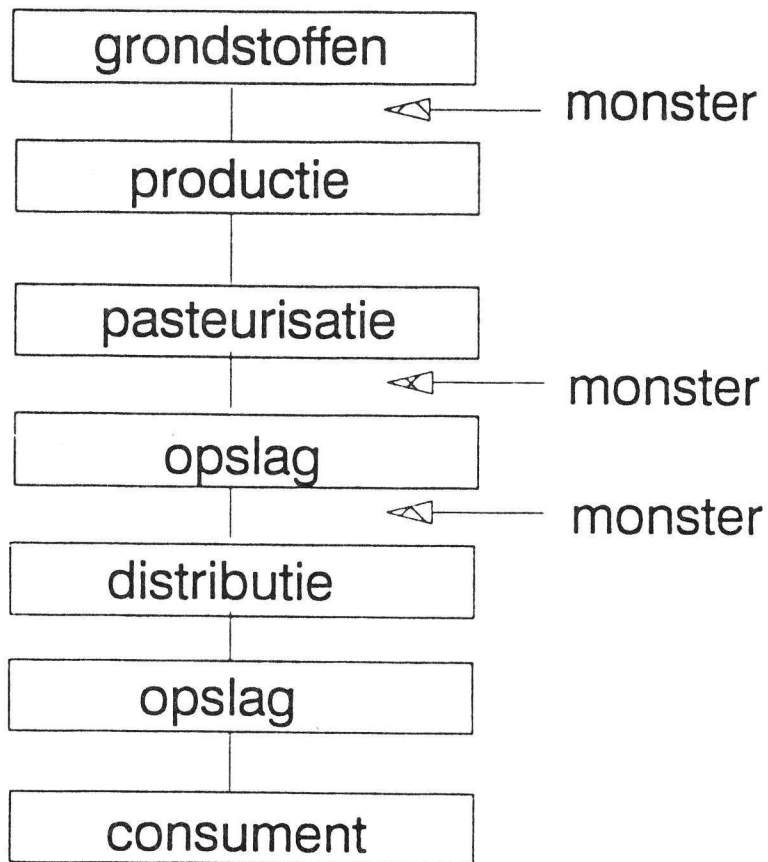 grondstoffen
monster
productie
pasteurisatie
monster
opslag
monster
distributie
opslag
consument